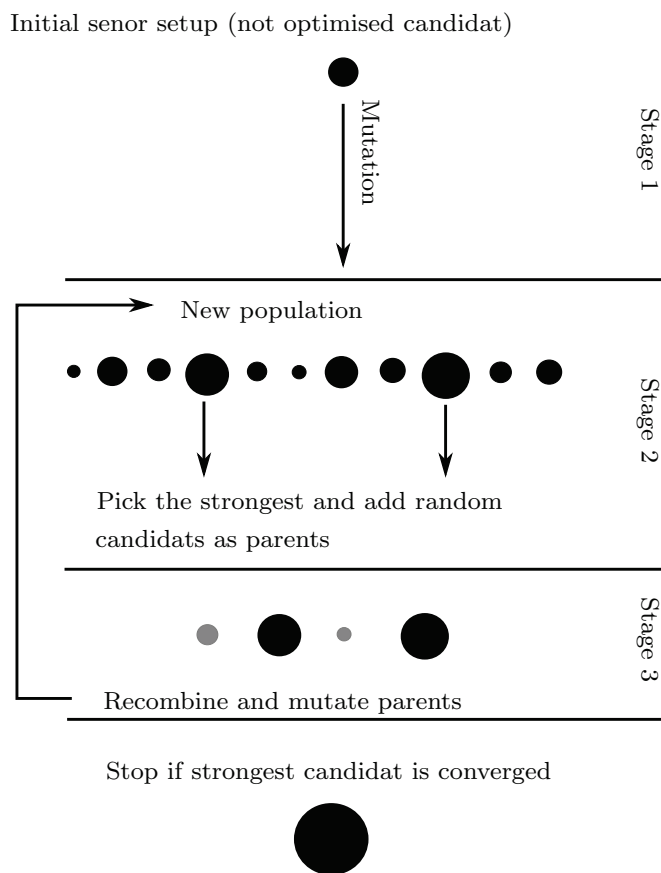 Initial senor setup (not optimised candidat)
Mutation
Stage 1
New population
Stage 2
Pick the strongest and add random
candidats as parents
Stage 3
Recombine and mutate parents
Stop if strongest candidat is converged